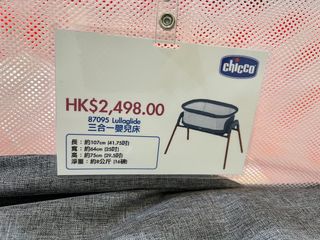 chicco
HK$2,498.00
87095 Lullaglide
三合一嬰兒床
長：約107cm (41.75吋)
寬：約64cm (25吋)
高：約75cm (29.5吋)
淨重：約8公斤 (18磅)